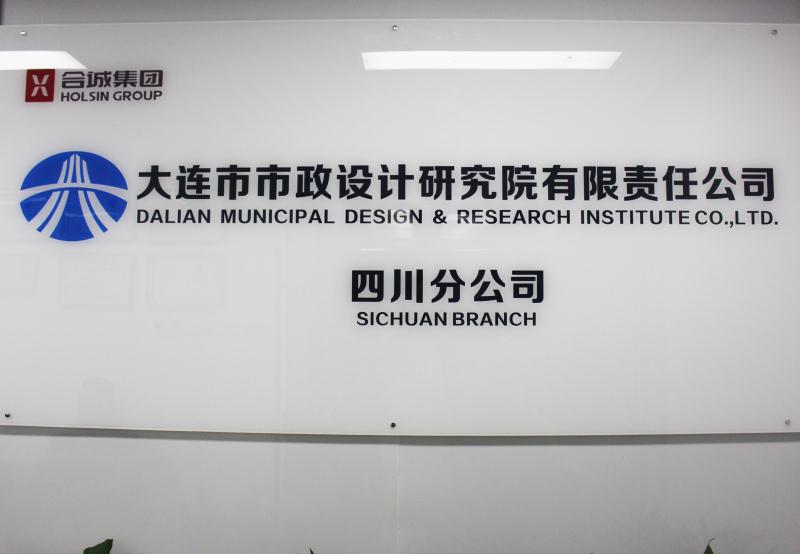 合诚集团
HOLSIN GROUP
大连市市政设计研究院有限责任公司
DALIAN MUNICIPAL DESIGN & RESEARCH INSTITUTE CO.,LTD.
四川分公司
SICHUAN BRANCH